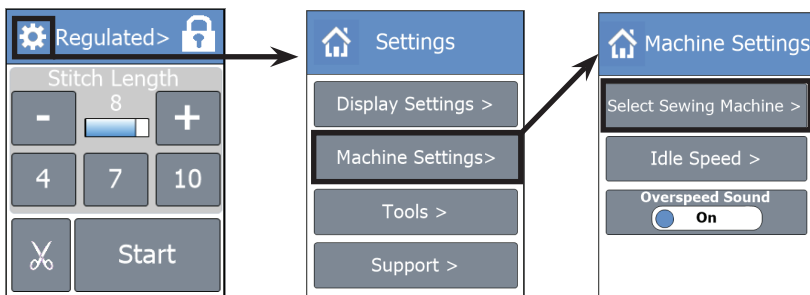 Regulated>
Stitch Length
8
-
+
4
7
10
Start
Settings
Display Settings >
Machine Settings>
Tools >
Support >
Machine Settings
Select Sewing Machine >
Idle Speed >
Overspeed Sound
On